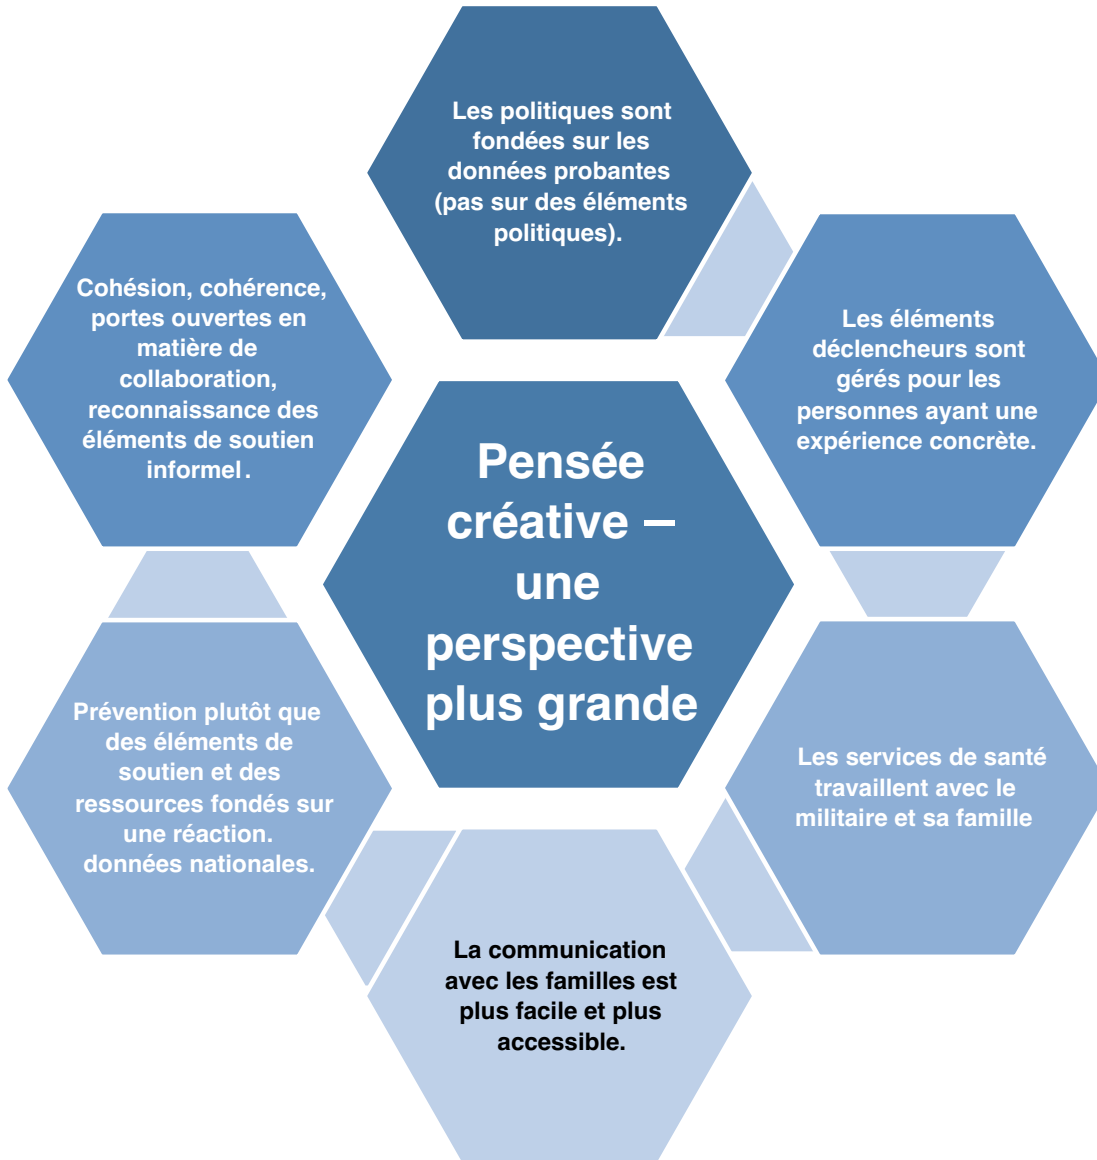 Les politiques sont
fondées sur les
données probantes
(pas sur des éléments
politiques).
Les éléments
déclencheurs sont
gérés pour les
personnes ayant une
expérience concrète.
Les services de santé
travaillent avec le
militaire et sa famille
La communication
avec les familles est
plus facile et plus
accessible.
Prévention plutôt que
des éléments de
soutien et des
ressources fondés sur
une réaction.
données nationales.
Cohésion, cohérence,
portes ouvertes en
matière de
collaboration,
reconnaissance des
éléments de soutien
informel.
Pensée
créative –
une
perspective
plus grande